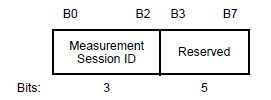 B0 B2 B3 B7
Measurement Reserved
Session ID
Bits: 3 5